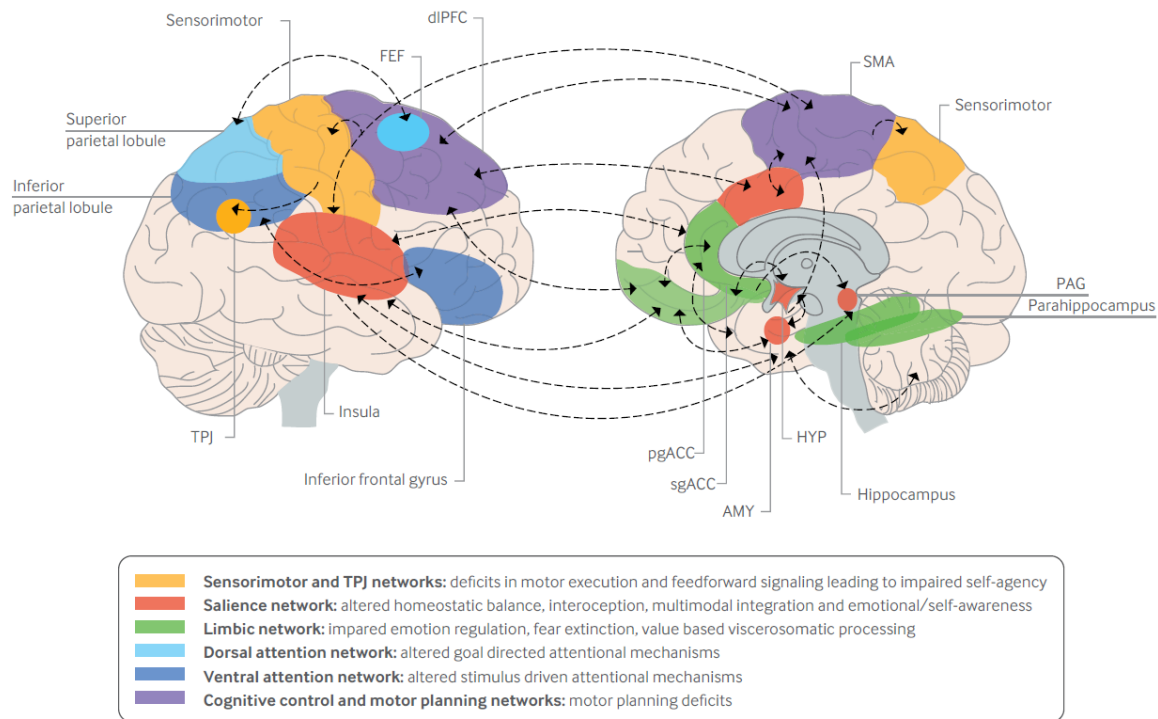 Sensorimotor
dlPFC
FEF
SMA
Sensorimotor
Superior
parietal lobule
Inferior
parietal lobule
PAG
Parahippocampus
Insula
TPJ
HYP
pgACC
Inferior frontal gyrus
sgACC
Hippocampus
AMY
Sensorimotor and TPJ networks: deficits in motor execution and feedforward signaling leading to impaired self-agency
Salience network: altered homeostatic balance, interoception, multimodal integration and emotional/self-awareness
Limbic network: impared emotion regulation, fear extinction, value based viscerosomatic processing
Dorsal attention network: altered goal directed attentional mechanisms
Ventral attention network: altered stimulus driven attentional mechanisms
Cognitive control and motor planning networks: motor planning deficits